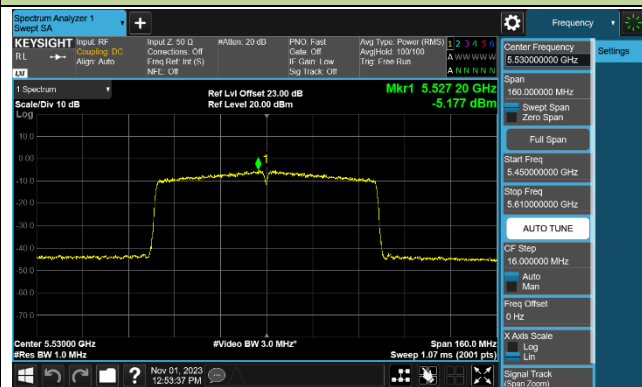 Spectrum Analyzer 1
Swept SA
Frequency
KEYSIGHT
RL
LXI
Input: RF
Coupling: DC
Align: Auto
Input Z: 50 Ω
Corrections: Off
Freq Ref: Int (S)
NFE: Off
#Atten: 20 dB
PNO: Fast
Gate: Off
IF Gain: Low
Sig Track: Off
Avg Type: Power (RMS)
Avg|Hold: 100/100
Trig: Free Run
1 2 3 4 5 6
A W W W W W
A N N N N N
1 Spectrum
Scale/Div 10 dB
Log
Ref Lvl Offset 23.00 dB
Ref Level 20.00 dBm
Mkr1 5.527 20 GHz
-5.177 dBm
10.0
0.00
-10.0
-20.0
-30.0
-40.0
-50.0
-60.0
-70.0
1
Center 5.53000 GHz
#Res BW 1.0 MHz
#Video BW 3.0 MHz*
Span 160.0 MHz
Sweep 1.07 ms (2001 pts)
Nov 01, 2023
12:53:37 PM
Center Frequency
5.530000000 GHz
Settings
Span
160.000000 MHz
Swept Span
Zero Span
Full Span
Start Freq
5.450000000 GHz
Stop Freq
5.610000000 GHz
AUTO TUNE
CF Step
16.000000 MHz
Auto
Man
Freq Offset
0 Hz
X Axis Scale
Log
Lin
Signal Track
(Span Zoom)